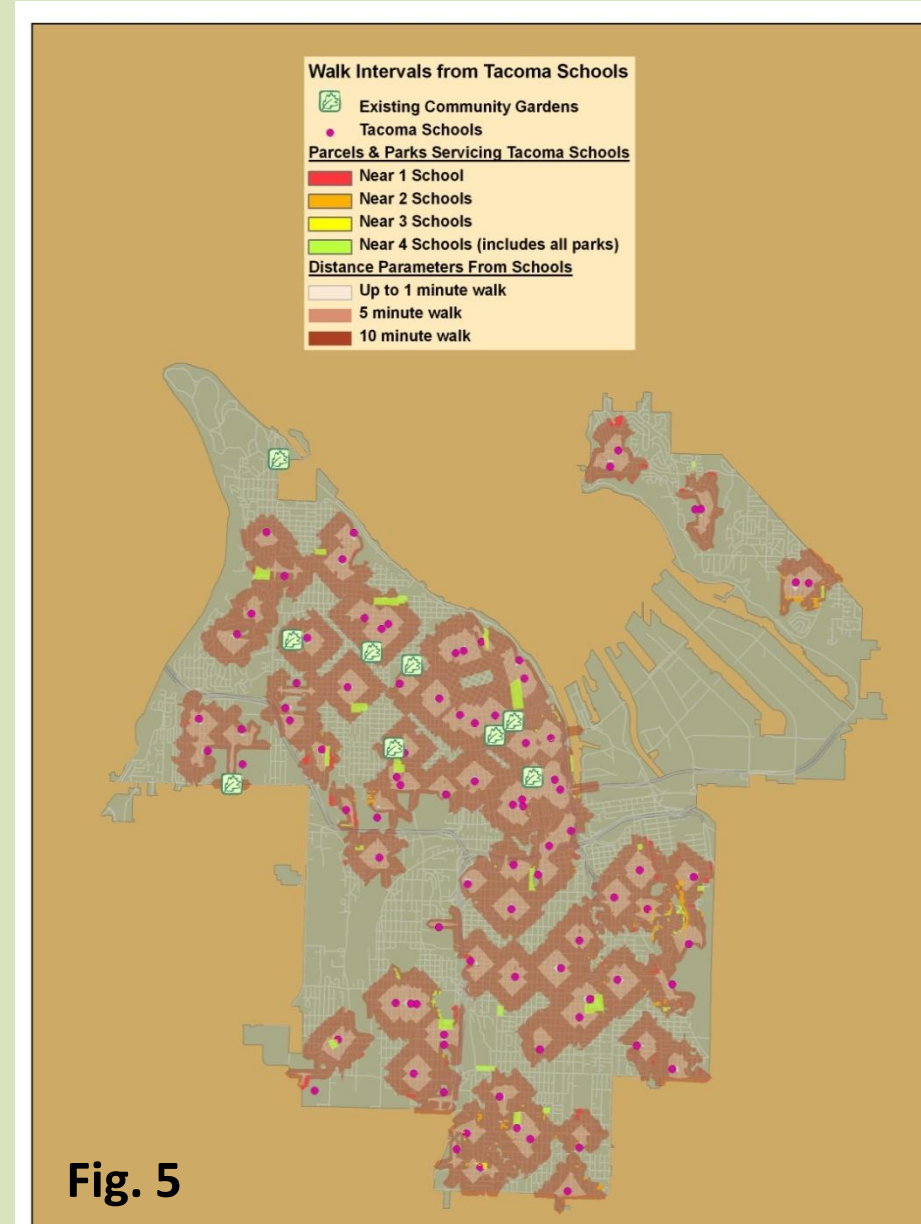 Walk Intervals from Tacoma Schools
Existing Community Gardens
Tacoma Schools
Parcels & Parks Servicing Tacoma Schools
Near 1 School
Near 2 Schools
Near 3 Schools
Near 4 Schools (includes all parks)
Distance Parameters From Schools
Up to 1 minute walk
5 minute walk
10 minute walk
Fig. 5